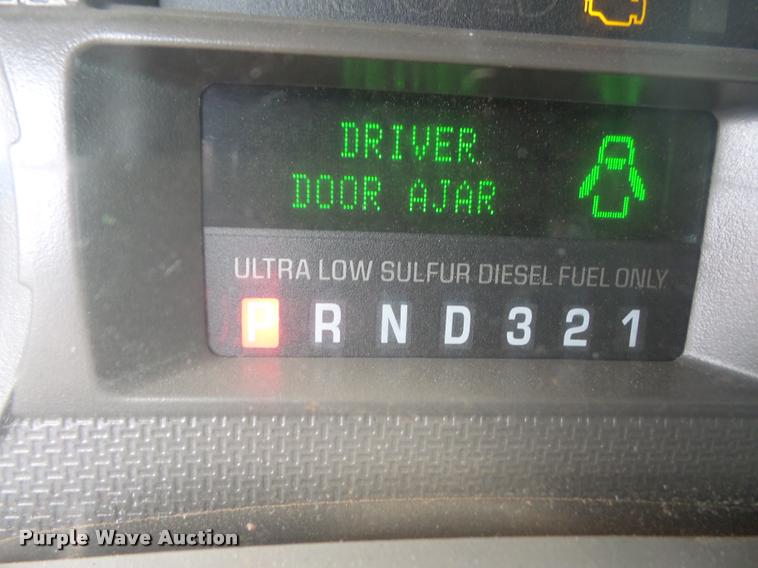 DRIVER
DOOR AJAR
ULTRA LOW SULFUR DIESEL FUEL ONLY
P R N D 3 2 1
Purple Wave Auction®